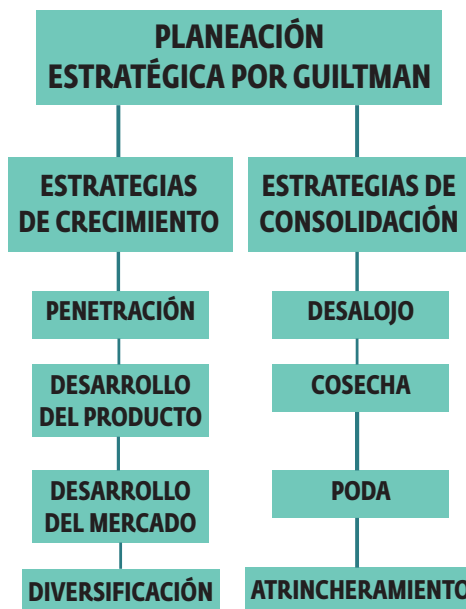 PLANEACIÓN
ESTRATÉGICA POR GUILTMAN
ESTRATEGIAS
DE CRECIMIENTO
ESTRATEGIAS DE
CONSOLIDACIÓN
PENETRACIÓN
DESALOJO
DESARROLLO
DEL PRODUCTO
COSECHA
DESARROLLO
DEL MERCADO
PODA
DIVERSIFICACIÓN
ATRINCHERAMIENTO